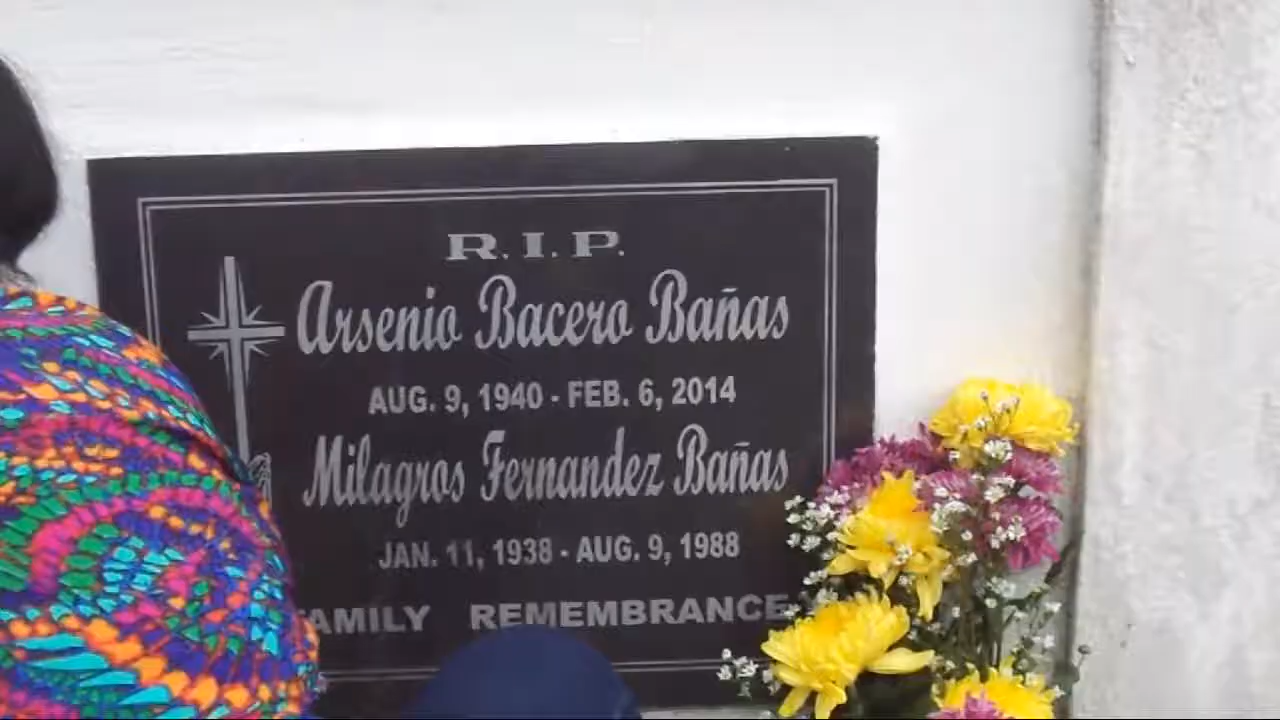 R.I.P.
Arsenio Bacero Bañas
AUG. 9, 1940 - FEB. 6, 2014
Milagros Fernandez Bañas
JAN. 11, 1938 - AUG. 9, 1988
FAMILY REMEMBRANCE